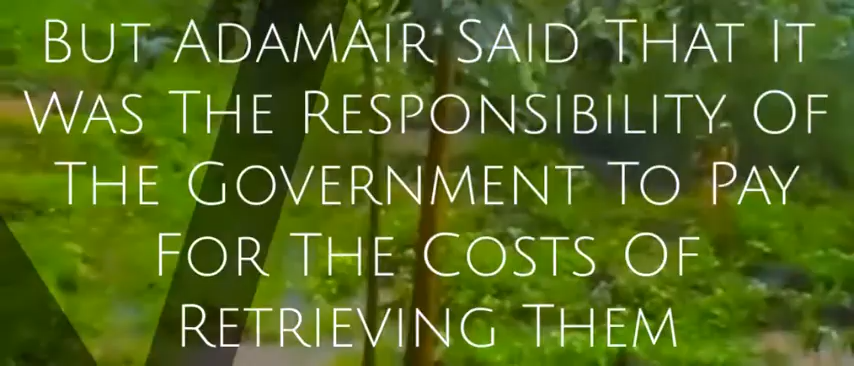 But AdamAir Said That It
Was The Responsibility Of
The Government To Pay
For The Costs Of
Retrieving Them